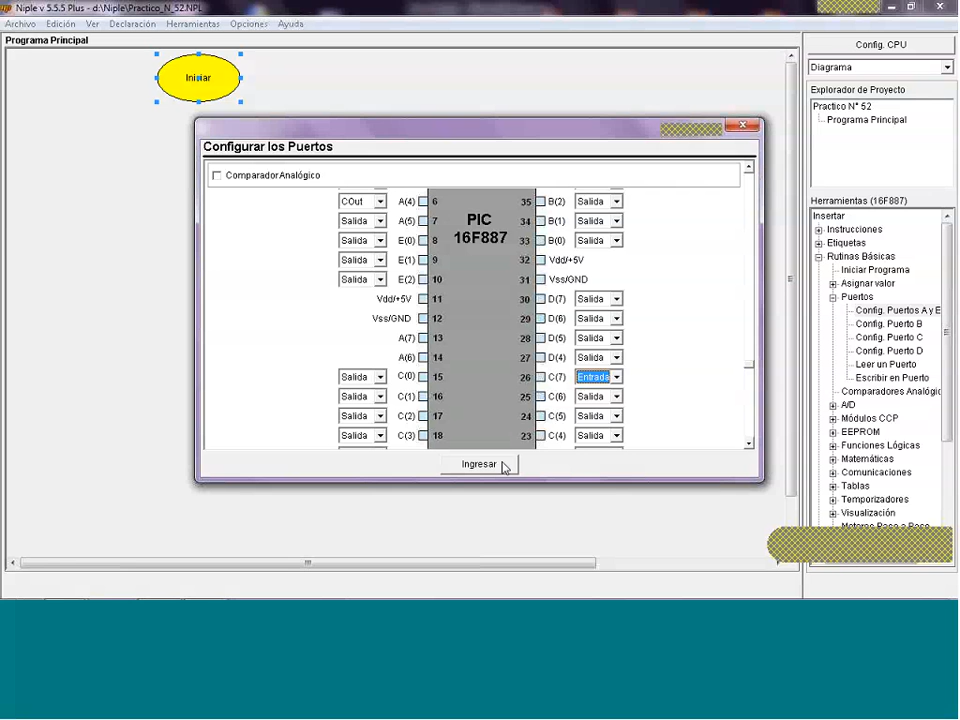 Niple v 5.5.5 Plus - d:\Niple\Practico_N_52.NPL
Archivo Edición Ver Declaración Herramientas Opciones Ayuda
Programa Principal
Iniciar
Configurar los Puertos
Comparador Analógico
PIC
16F887
COut A(4) 6
Salida A(5) 7
Salida E(0) 8
Salida E(1) 9
Salida E(2) 10
Vdd/+5V 11
Vss/GND 12
A(7) 13
A(6) 14
Salida C(0) 15
Salida C(1) 16
Salida C(2) 17
Salida C(3) 18
35 B(2) Salida
34 B(1) Salida
33 B(0) Salida
32 Vdd/+5V
31 Vss/GND
30 D(7) Salida
29 D(6) Salida
28 D(5) Salida
27 D(4) Salida
26 C(7) Entrada
25 C(6) Salida
24 C(5) Salida
23 C(4) Salida
Ingresar
Config. CPU
Diagrama
Explorador de Proyecto
Practico N° 52
Programa Principal
Herramientas (16F887)
Insertar
Instrucciones
Etiquetas
Rutinas Básicas
Iniciar Programa
Asignar valor
Puertos
Config. Puertos A y E
Config. Puerto B
Config. Puerto C
Config. Puerto D
Leer un Puerto
Escribir en Puerto
Comparadores Analógic
A/D
Módulos CCP
EEPROM
Funciones Lógicas
Matemáticas
Comunicaciones
Tablas
Temporizadores
Visualización
Motores Paso a Paso